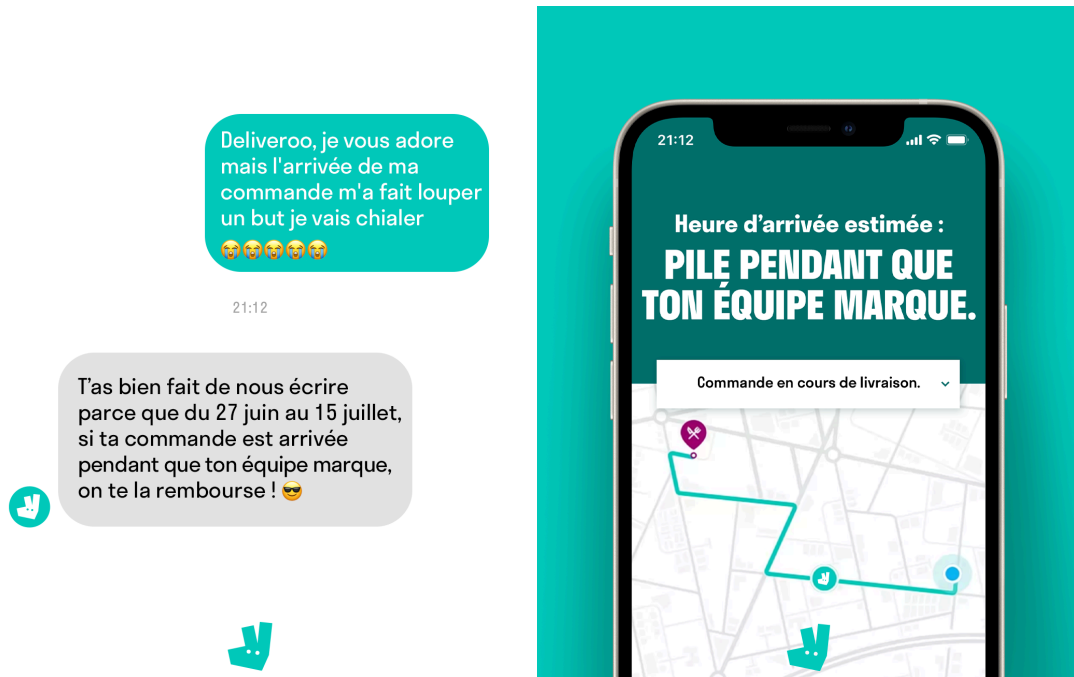 Deliveroo, je vous adore
mais l'arrivée de ma
commande m'a fait louper
un but je vais chialer
😭😭😭😭😭
21:12
T'as bien fait de nous écrire
parce que du 27 juin au 15 juillet,
si ta commande est arrivée
pendant que ton équipe marque,
on te la rembourse ! 😎
21:12
Heure d’arrivée estimée :
PILE PENDANT QUE
TON ÉQUIPE MARQUE.
Commande en cours de livraison.